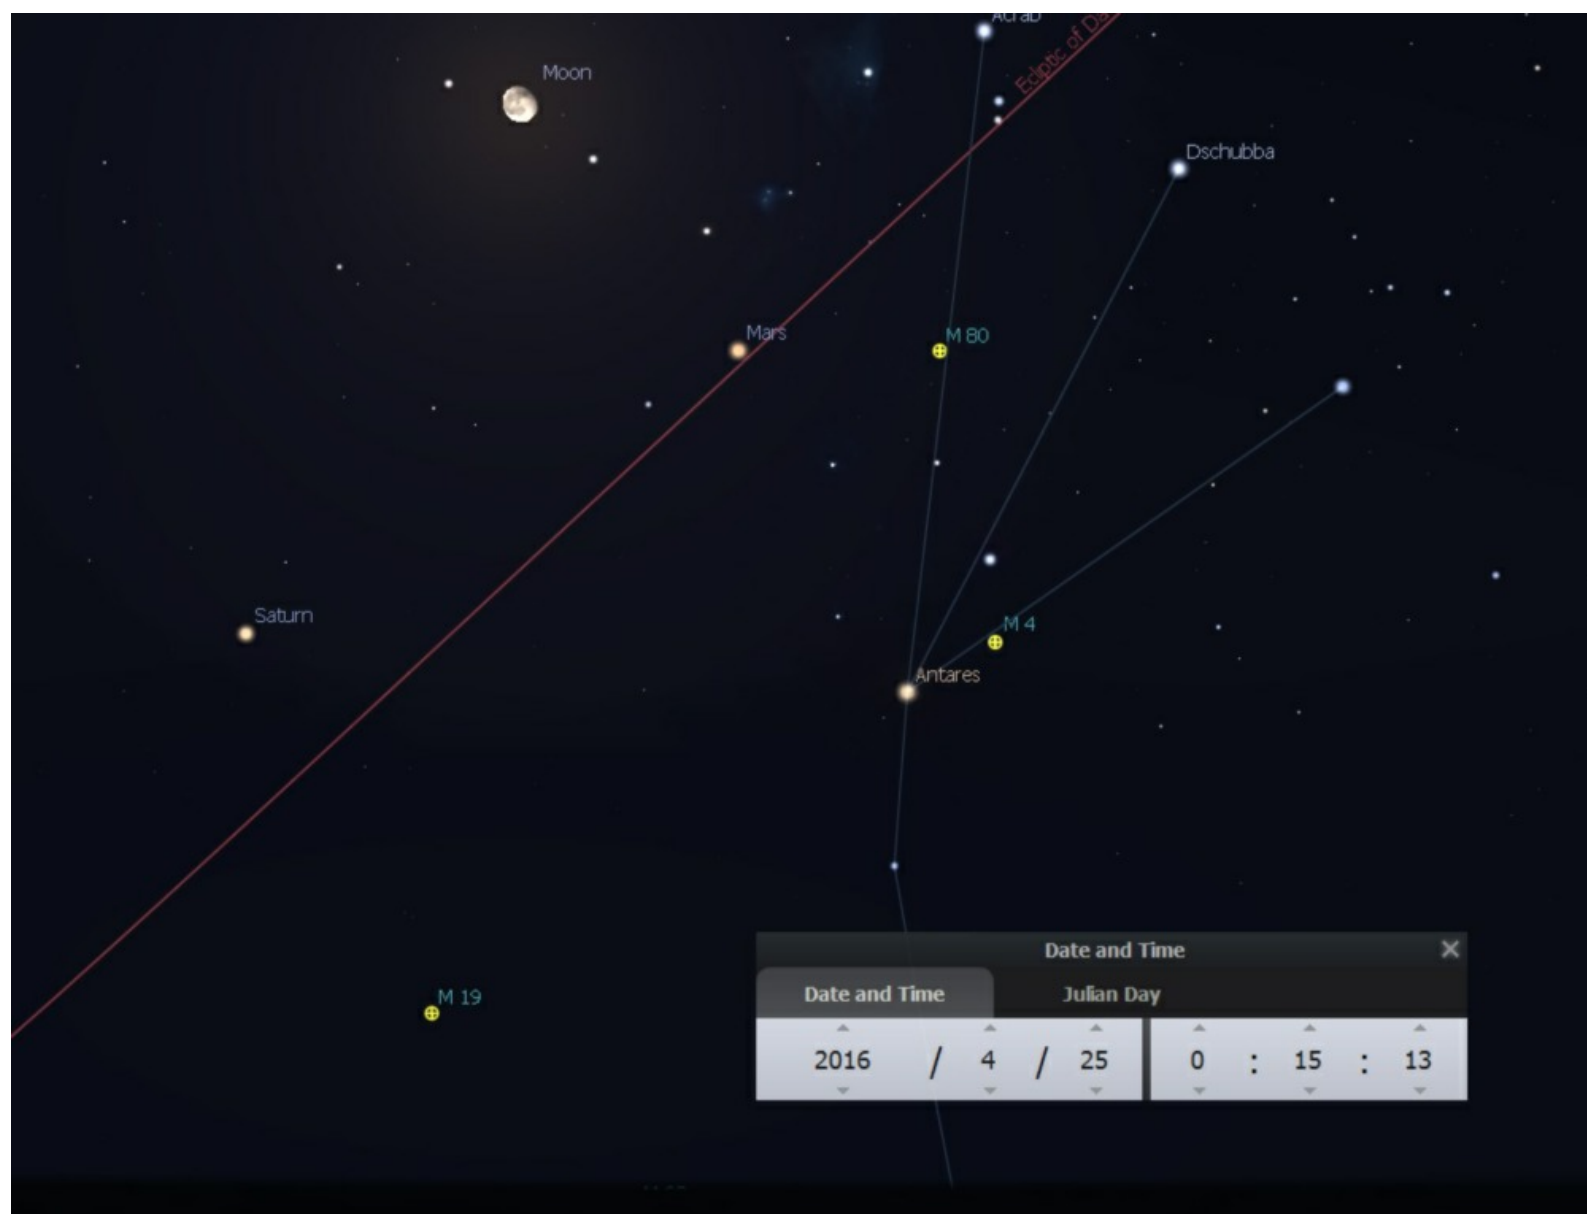 Acrab
Moon
Ecliptic of Da
Dschubba
Mars
M 80
Saturn
M 4
Antares
M 19
Date and Time
Date and Time Julian Day
2016 / 4 / 25 0 : 15 : 13